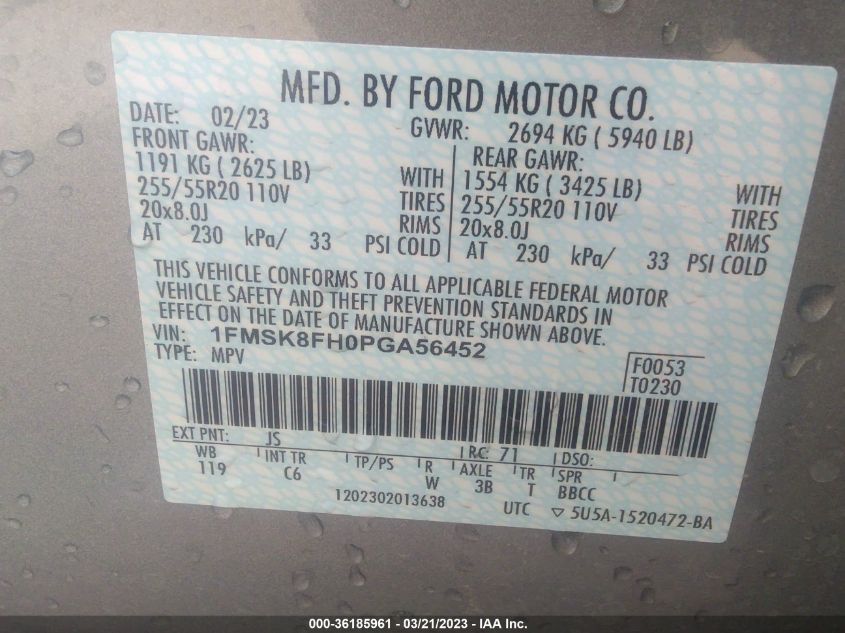 MFD. BY FORD MOTOR CO.
DATE: 02/23 GVWR: 2694 KG ( 5940 LB)
FRONT GAWR: REAR GAWR:
1191 KG ( 2625 LB) WITH 1554 KG ( 3425 LB) WITH
255/55R20 110V TIRES 255/55R20 110V TIRES
20x8.0J RIMS 20x8.0J RIMS
AT 230 kPa/ 33 PSI COLD AT 230 kPa/ 33 PSI COLD
THIS VEHICLE CONFORMS TO ALL APPLICABLE FEDERAL MOTOR
VEHICLE SAFETY AND THEFT PREVENTION STANDARDS IN
EFFECT ON THE DATE OF MANUFACTURE SHOWN ABOVE.
VIN: 1FMSK8FH0PGA56452
TYPE: MPV F0053
T0230
EXT PNT: JS RC: 71 DSO:
WB INT TR TP/PS R AXLE TR SPR
119 C6 W 3B T BBCC
1202302013638 UTC ▽ 5U5A-1520472-BA
000-36185961 - 03/21/2023 - IAA Inc.